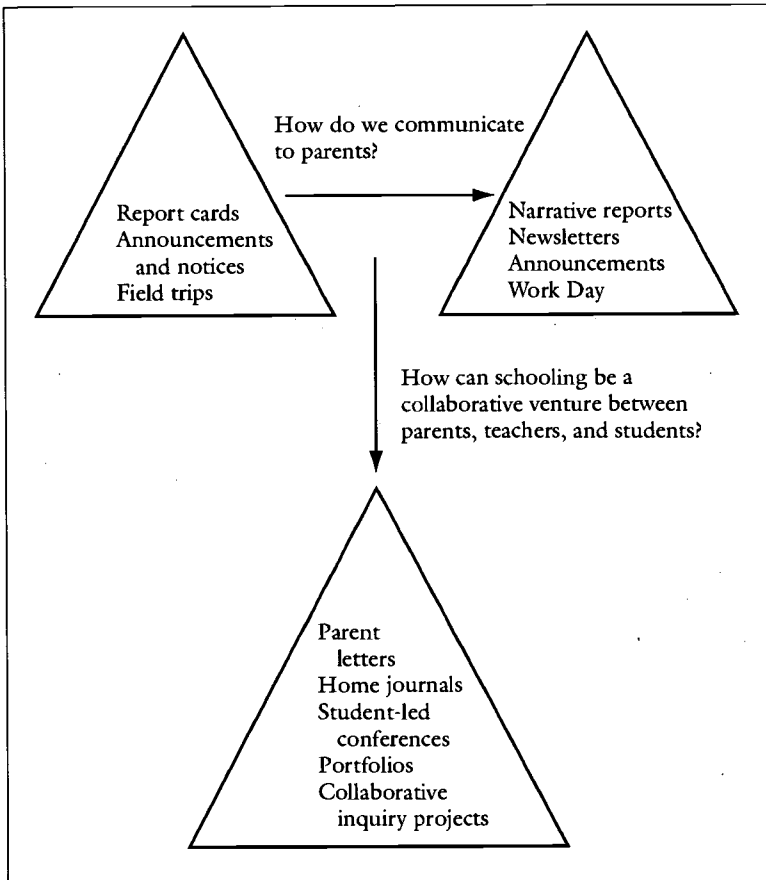 How do we communicate
to parents?
Report cards
Announcements
and notices
Field trips
Narrative reports
Newsletters
Announcements
Work Day
How can schooling be a
collaborative venture between
parents, teachers, and students?
Parent
letters
Home journals
Student-led
conferences
Portfolios
Collaborative
inquiry projects